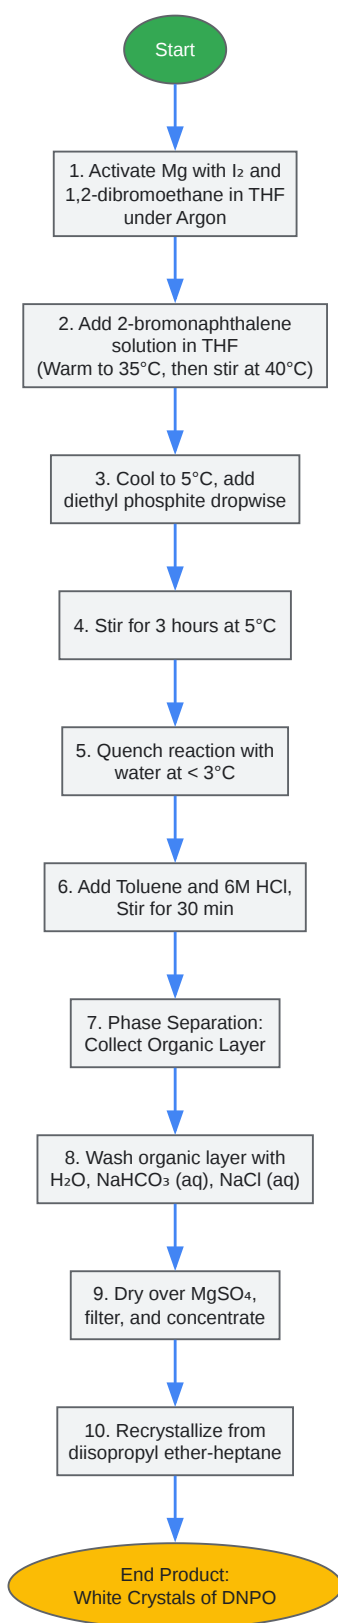 Start
1. Activate Mg with I₂ and
1,2-dibromoethane in THF
under Argon
2. Add 2-bromonaphthalene
solution in THF
(Warm to 35°C, then stir at 40°C)
3. Cool to 5°C, add
diethyl phosphite dropwise
4. Stir for 3 hours at 5°C
5. Quench reaction with
water at < 3°C
6. Add Toluene and 6M HCl,
Stir for 30 min
7. Phase Separation:
Collect Organic Layer
8. Wash organic layer with
H₂O, NaHCO₃ (aq), NaCl (aq)
9. Dry over MgSO₄,
filter, and concentrate
10. Recrystallize from
diisopropyl ether-heptane
End Product:
White Crystals of DNPO